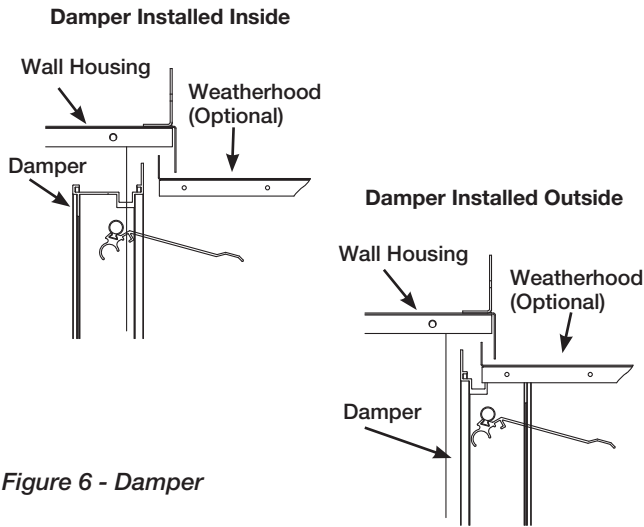 Damper Installed Inside
Wall Housing
Weatherhood
(Optional)
Damper
Damper Installed Outside
Wall Housing
Weatherhood
(Optional)
Damper
Figure 6 - Damper